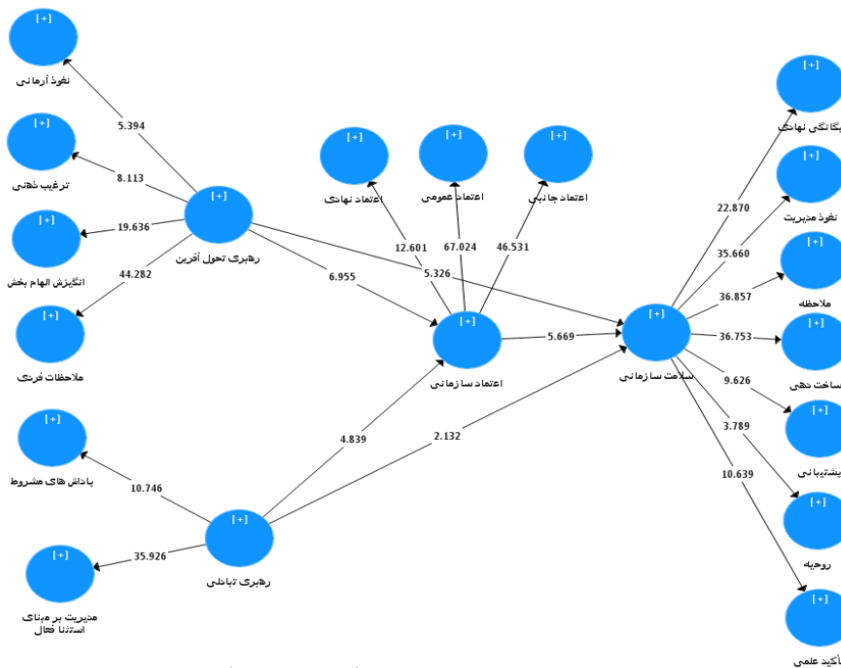 [+]
نفوذ آرمانی
[+]
ترغیب ذهنی
[+]
انگیزش الهام بخش
[+]
ملاحظات فردی
[+]
پاداش های مشروط
[+]
مدیریت بر مبنای
استثنا فعال
5.394
8.113
19.636
44.282
10.746
35.926
[+]
رهبری تحول آفرین
[+]
رهبری تبادلی
[+]
اعتماد نهادی
[+]
اعتماد عمومی
[+]
اعتماد جانبی
12.601
67.024
46.531
6.955
5.326
4.839
2.132
5.669
[+]
اعتماد سازمانی
[+]
سلامت سازمانی
22.870
35.660
36.857
36.753
9.626
3.789
10.639
[+]
یگانگی نهادی
[+]
نفوذ مدیریت
[+]
ملاحظه
[+]
ساخت دهی
[+]
پشتیبانی
[+]
روحیه
[+]
تأکید علمی